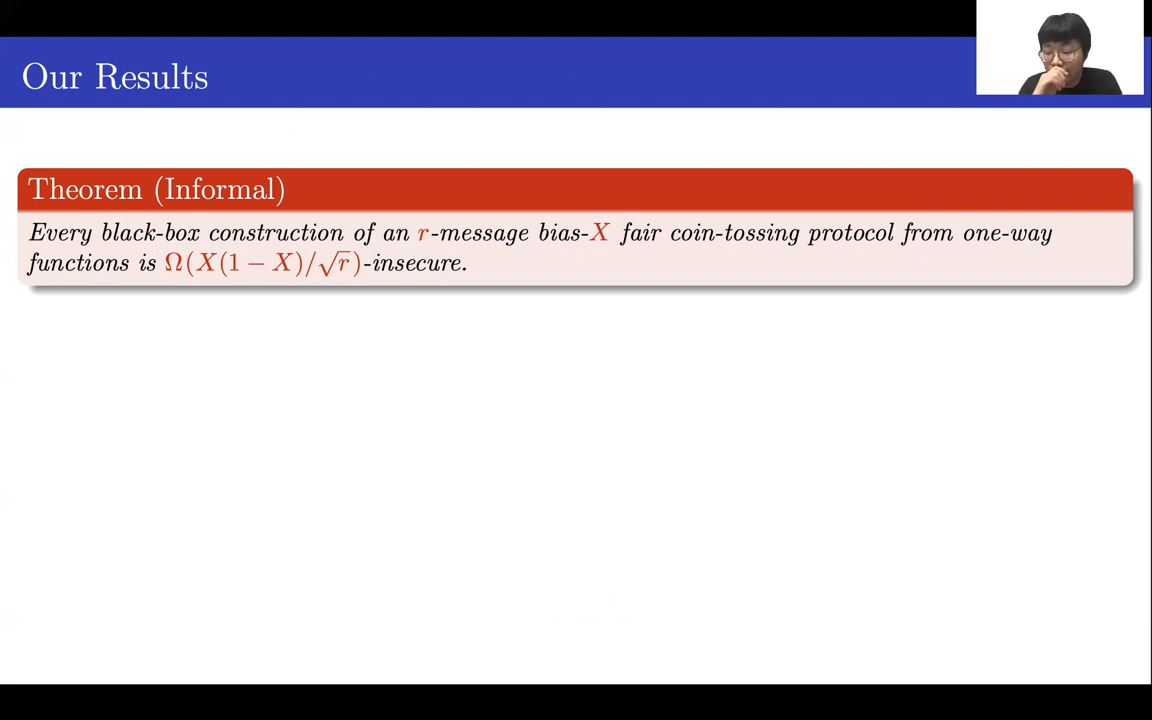 Our Results
Theorem (Informal)
Every black-box construction of an r-message bias-X fair coin-tossing protocol from one-way
functions is Ω(X(1 − X)/√r)-insecure.